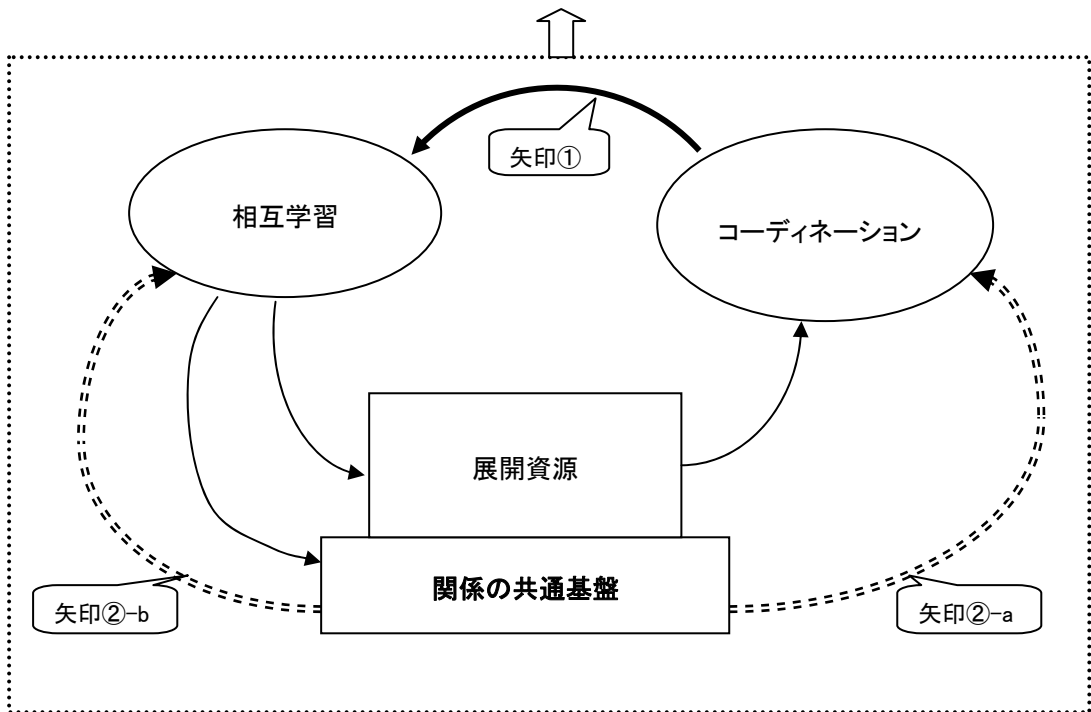 矢印①
相互学習
コーディネーション
展開資源
関係の共通基盤
矢印②-b
矢印②-a